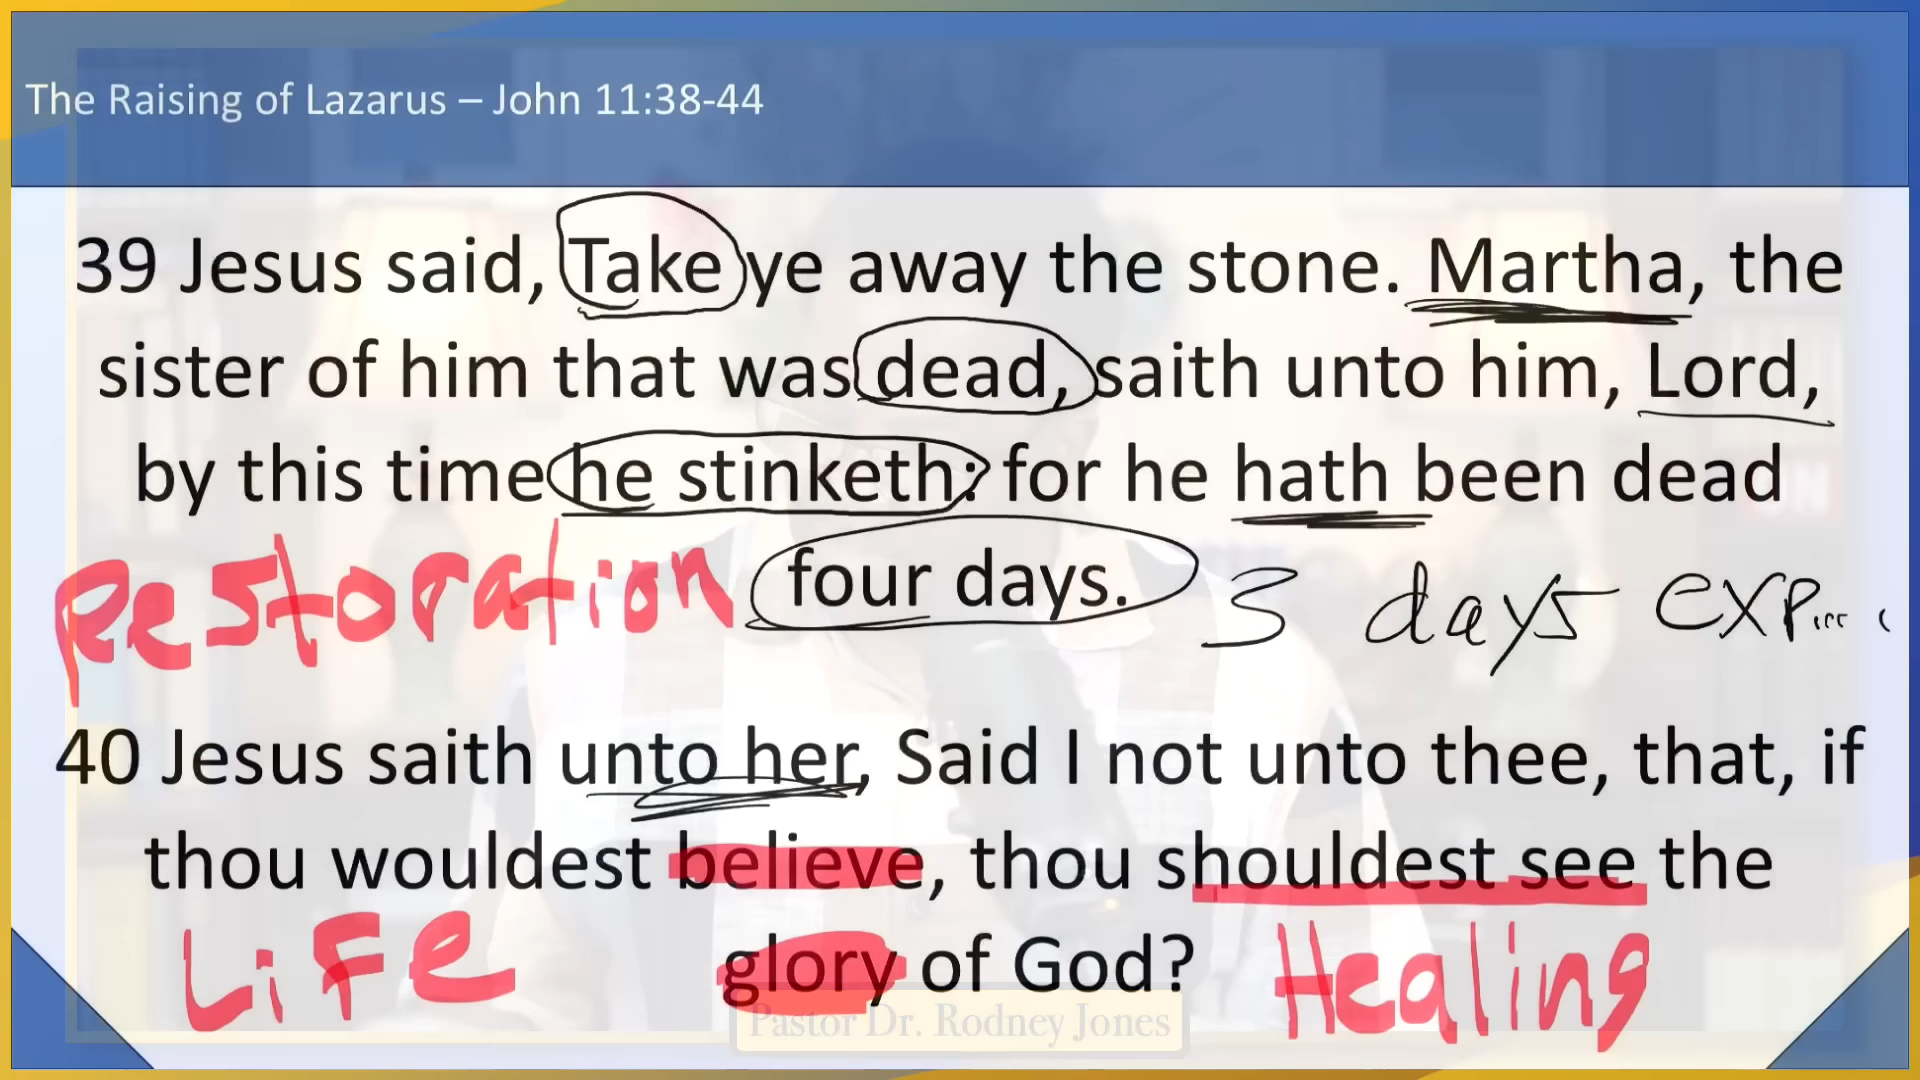 The Raising of Lazarus – John 11:38-44
39 Jesus said, Take ye away the stone. Martha, the
sister of him that was dead, saith unto him, Lord,
by this time he stinketh: for he hath been dead
four days.
Restoration
3 days
40 Jesus saith unto her, Said I not unto thee, that, if
thou wouldest believe, thou shouldest see the
glory of God?
Life
Healing
Pastor Dr. Rodney Jones